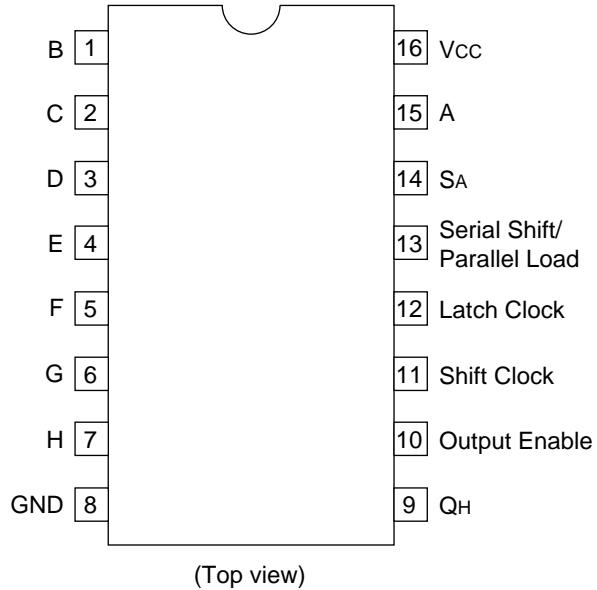 B 1 16 VCC
C 2 15 A
D 3 14 SA
E 4 13 Serial Shift/
Parallel Load
F 5 12 Latch Clock
G 6 11 Shift Clock
H 7 10 Output Enable
GND 8 9 QH
(Top view)